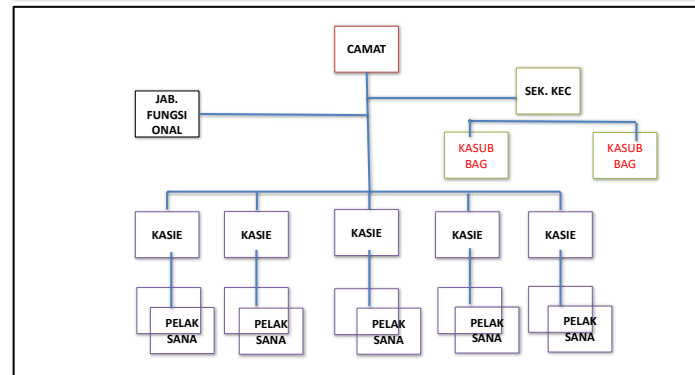 CAMAT
SEK. KEC
JAB.
FUNGSI
ONAL
KASUB
BAG
KASUB
BAG
KASIE
KASIE
KASIE
KASIE
KASIE
PELAK
SANA
PELAK
SANA
PELAK
SANA
PELAK
SANA
PELAK
SANA